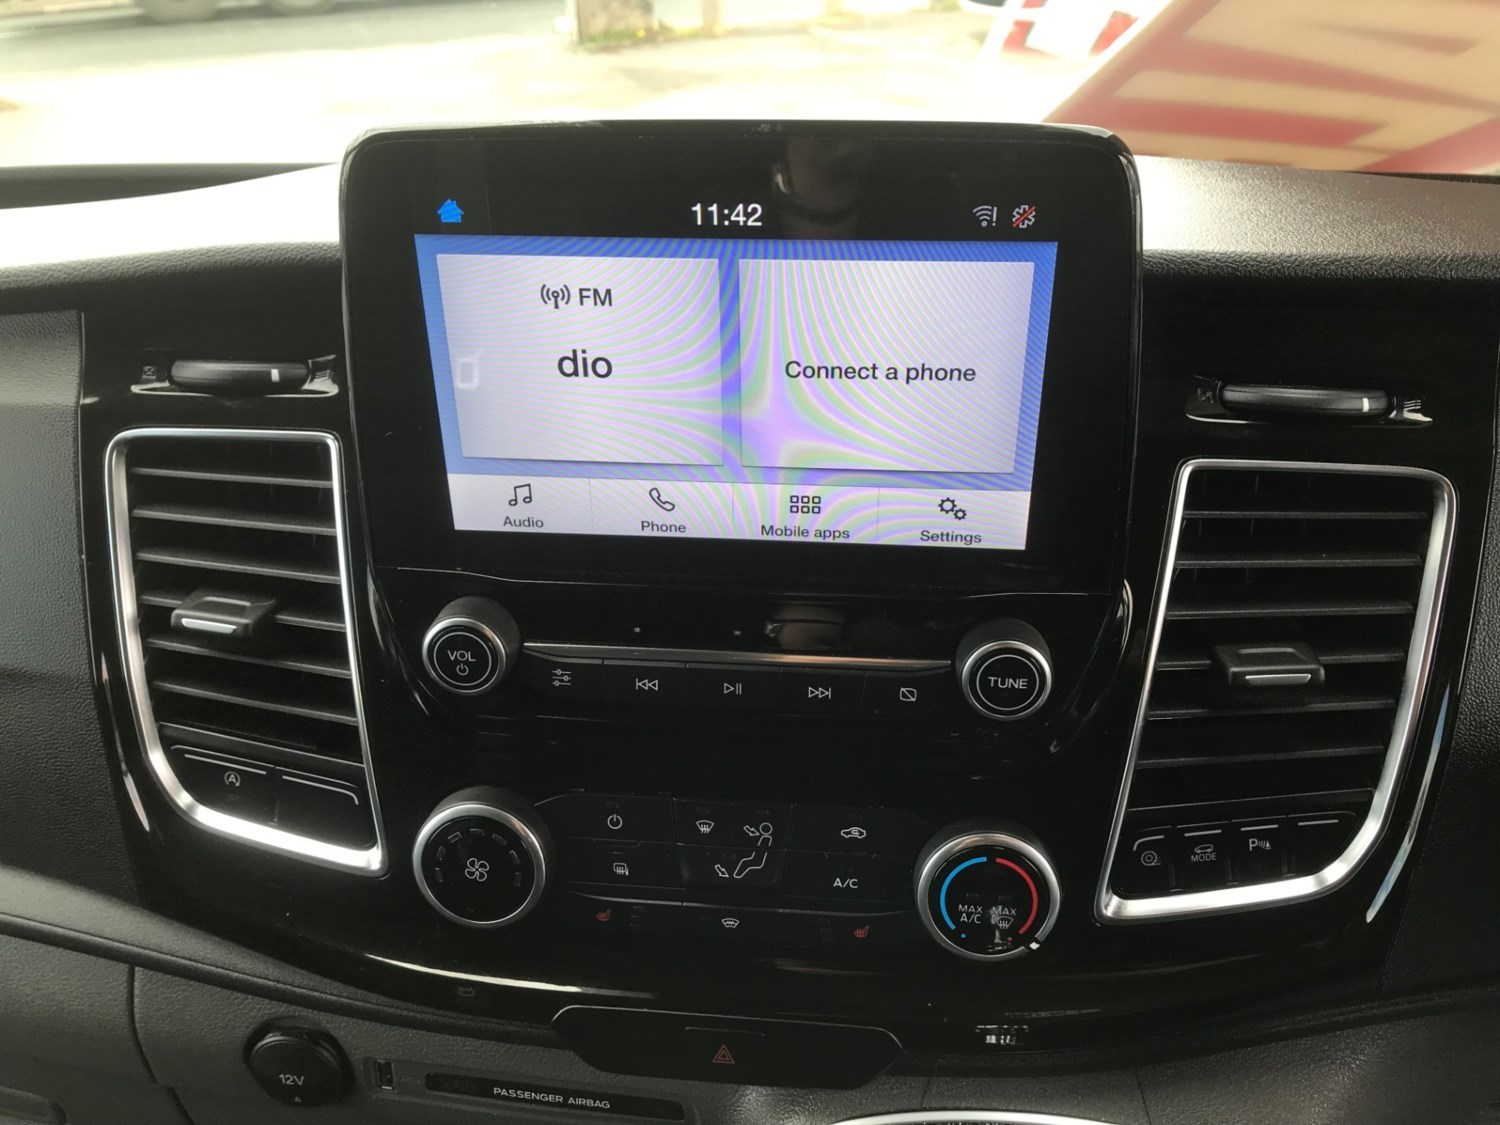 11:42
FM
dio
Connect a phone
Audio
Phone
Mobile apps
Settings
VOL
TUNE
A
MODE
P
A/C
MAX
A/C
MAX
12V
PASSENGER AIRBAG